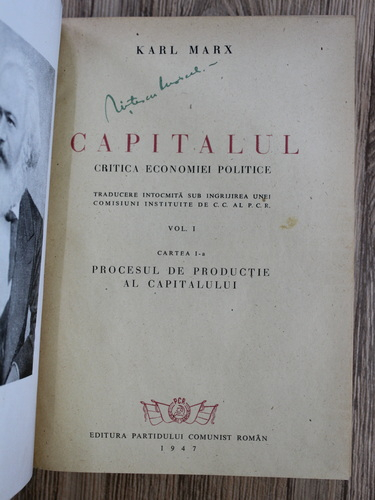 KARL MARX
CAPITALUL
CRITICA ECONOMIEI POLITICE
TRADUCERE INTOCMITĂ SUB INGRIJIREA UNEI
COMISIUNI INSTITUITE DE C.C. AL P.C.R.
VOL. I
CARTEA I-a
PROCESUL DE PRODUCȚIE
AL CAPITALULUI
PCR
EDITURA PARTIDULUI COMUNIST ROMÂN
1947